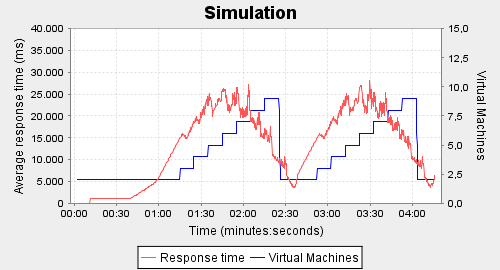 Simulation
Average response time (ms)
40.000
35.000
30.000
25.000
20.000
15.000
10.000
5.000
0.000
15,0
12,5
10,0
7,5
5,0
2,5
0,0
Virtual Machines
00:00 00:30 01:00 01:30 02:00 02:30 03:00 03:30 04:00
Time (minutes:seconds)
Response time Virtual Machines